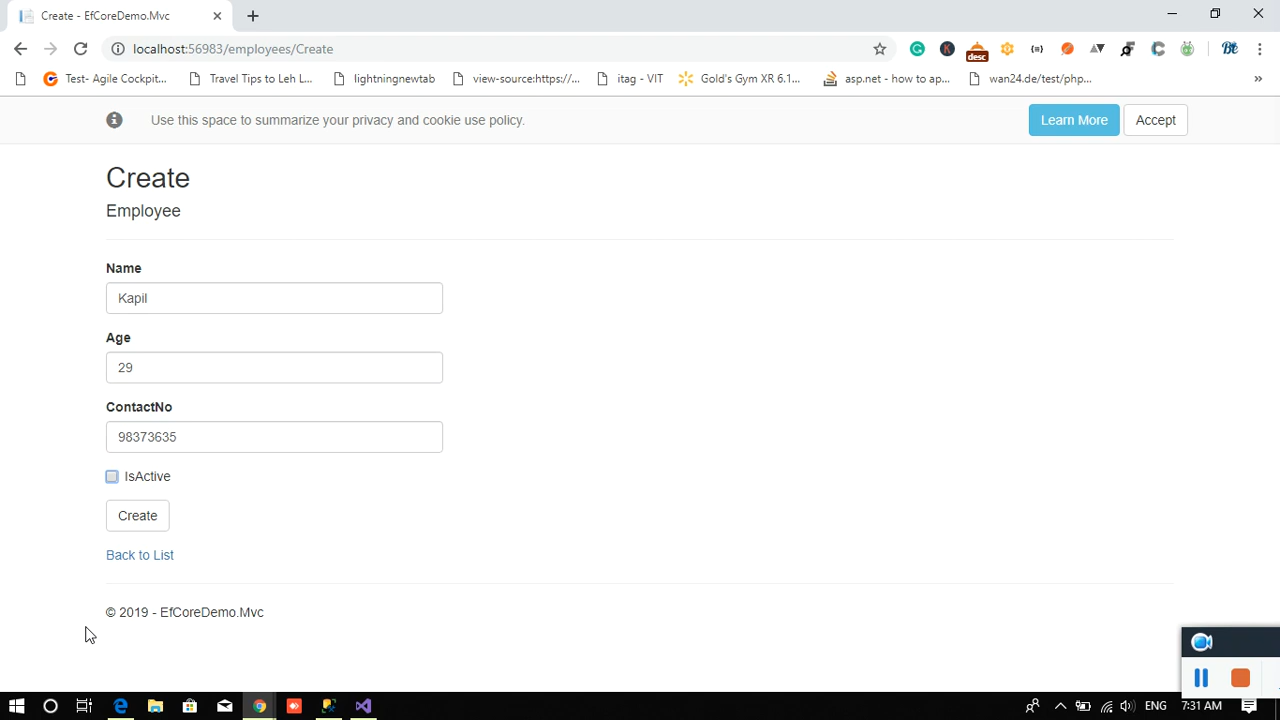 Create - EfCoreDemo.Mvc
localhost:56983/employees/Create
desc
Test- Agile Cockpit...
Travel Tips to Leh L...
lightningnewtab
view-source:https://...
itag - VIT
Gold's Gym XR 6.1...
asp.net - how to ap...
wan24.de/test/php...
Use this space to summarize your privacy and cookie use policy.
Learn More
Accept
Create
Employee
Name
Kapil
Age
29
ContactNo
98373635
IsActive
Create
Back to List
© 2019 - EfCoreDemo.Mvc
ENG
7:31 AM